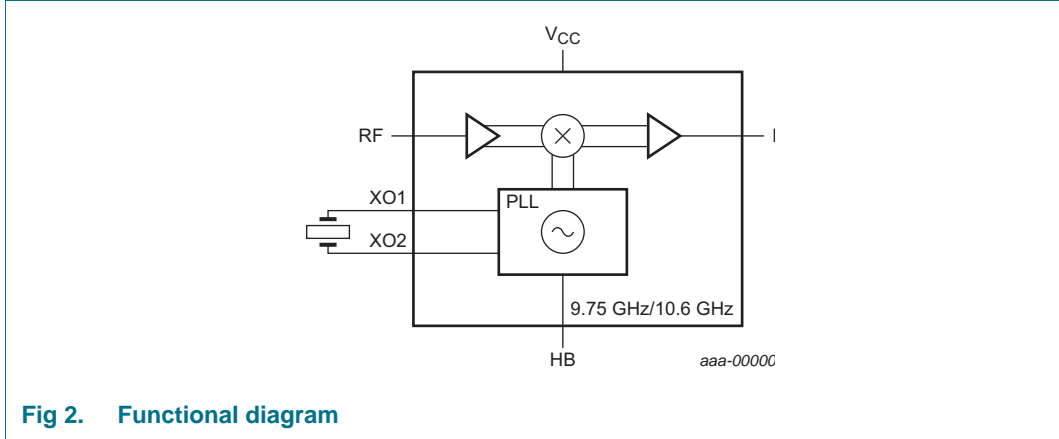 VCC
RF
XO1
PLL
XO2
9.75 GHz/10.6 GHz
HB
aaa-00000
Fig 2. Functional diagram